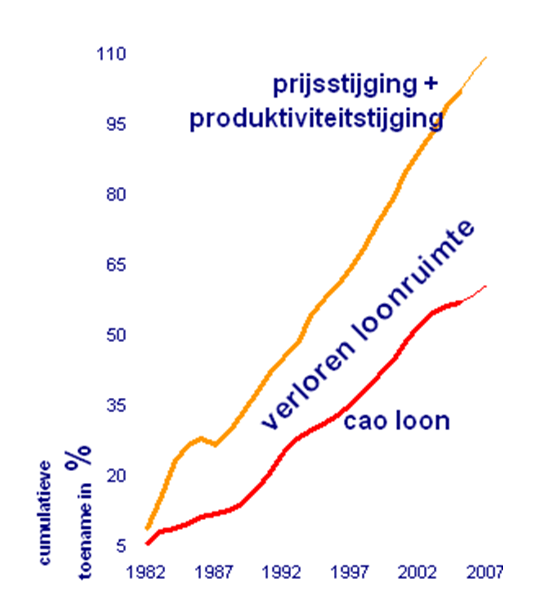 110
prijsstijging +
produktiviteitstijging
95
80
65
verloren loonruimte
50
35
cao loon
20
5
cumulatieve
toename in %
1982 1987 1992 1997 2002 2007